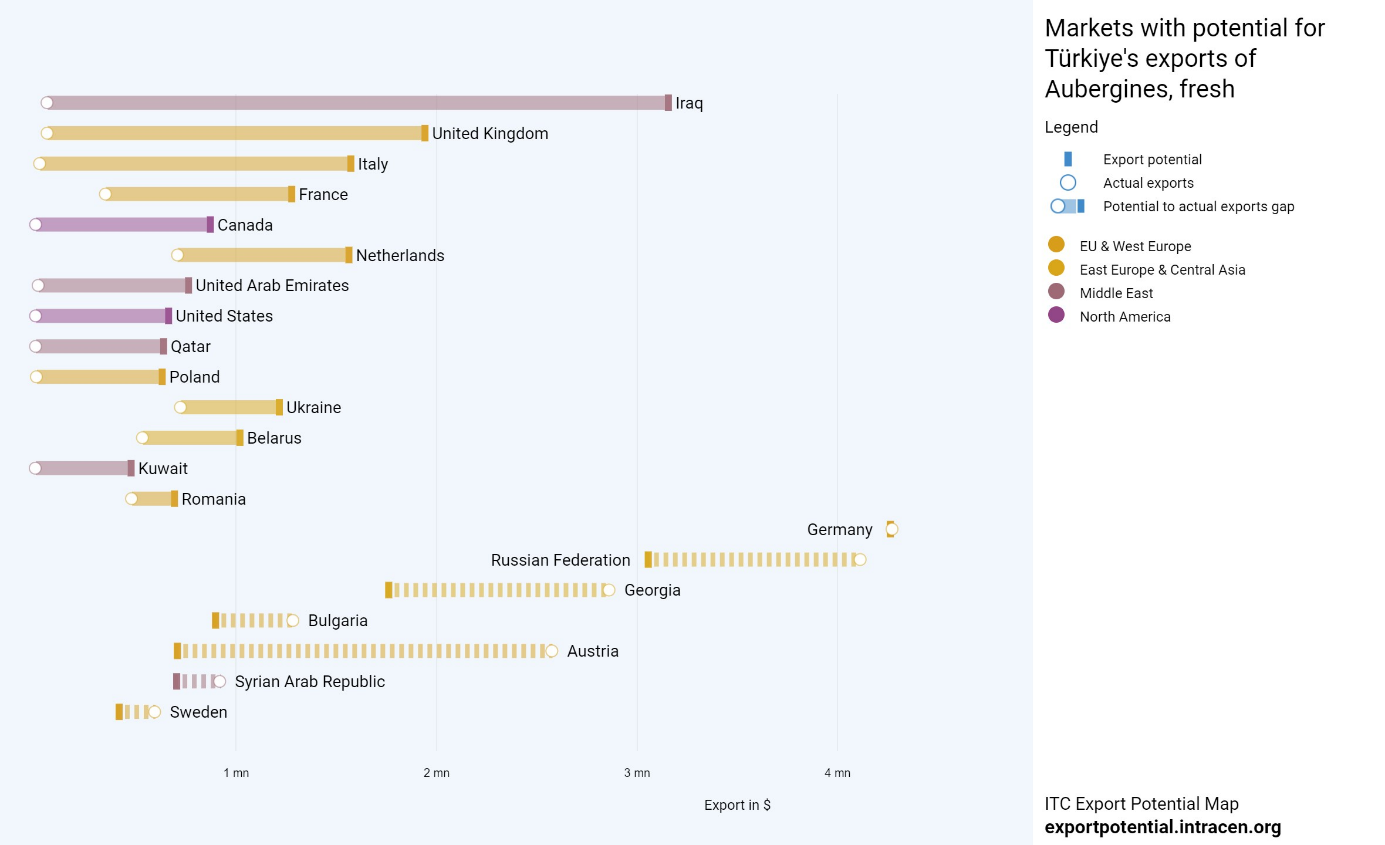 Markets with potential for
Türkiye's exports of
Aubergines, fresh
Legend
Export potential
Actual exports
Potential to actual exports gap
EU & West Europe
East Europe & Central Asia
Middle East
North America
Iraq
United Kingdom
Italy
France
Canada
Netherlands
United Arab Emirates
United States
Qatar
Poland
Ukraine
Belarus
Kuwait
Romania
Germany
Russian Federation
Georgia
Bulgaria
Austria
Syrian Arab Republic
Sweden
1 mn 2 mn 3 mn 4 mn
Export in $
ITC Export Potential Map
exportpotential.intracen.org